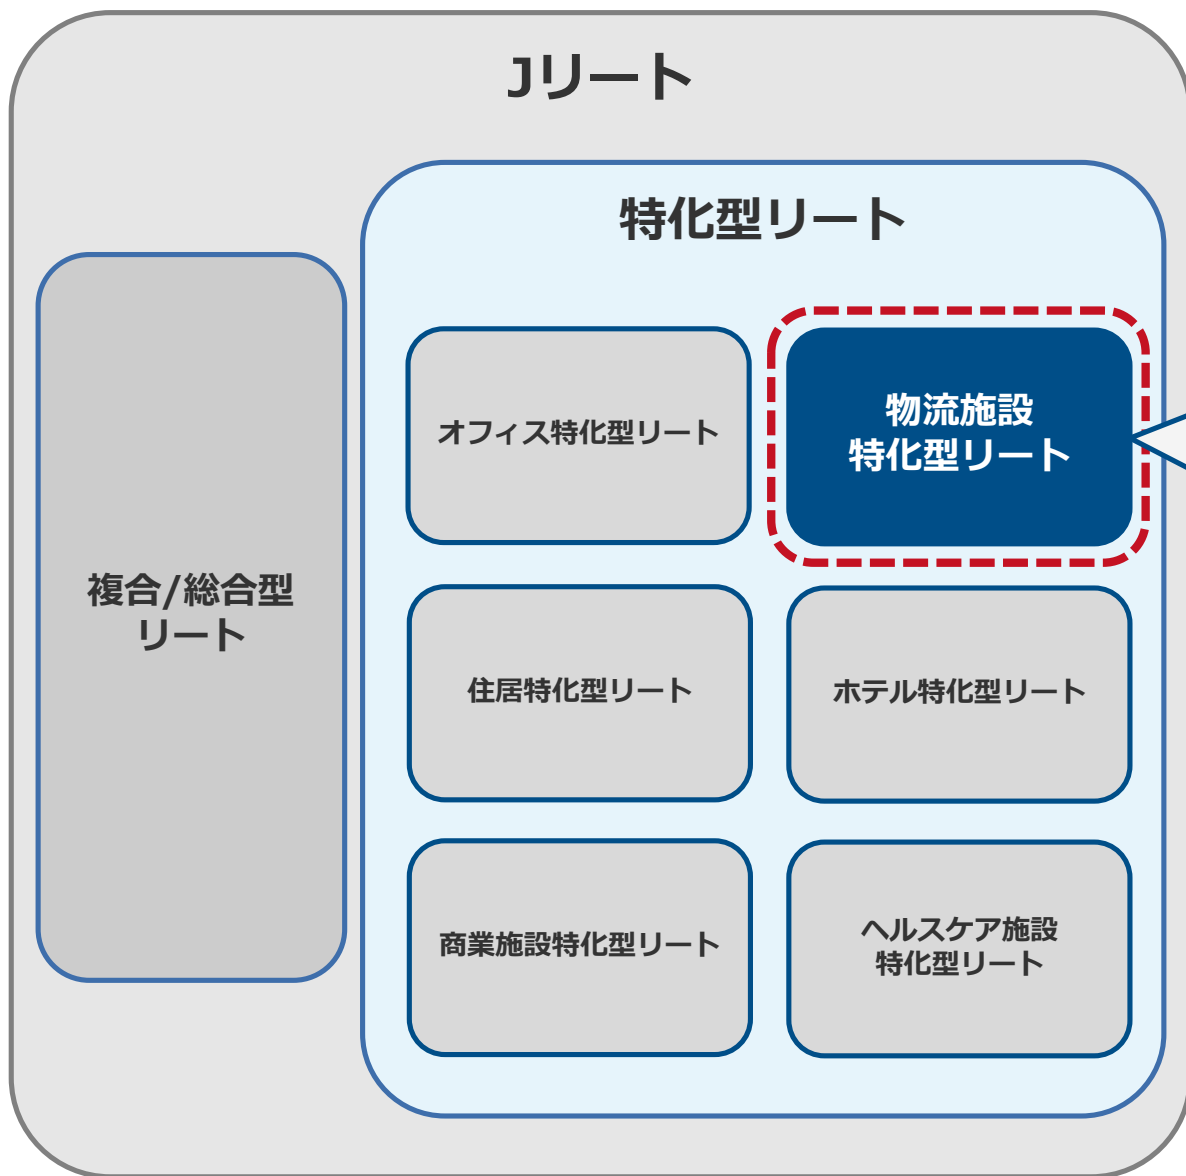 Jリート
特化型リート
複合/総合型
リート
オフィス特化型リート
物流施設
特化型リート
住居特化型リート
ホテル特化型リート
商業施設特化型リート
ヘルスケア施設
特化型リート